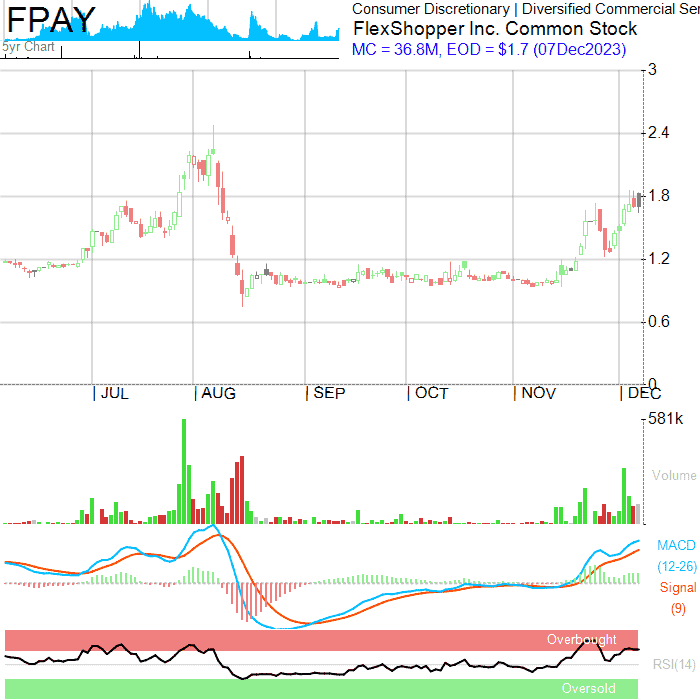 FPAY
5yr Chart
Consumer Discretionary | Diversified Commercial Ser
FlexShopper Inc. Common Stock
MC = 36.8M, EOD = $1.7 (07Dec2023)
3
2.4
1.8
1.2
0.6
0
JUL AUG SEP OCT NOV DEC
581k
Volume
MACD
(12-26)
Signal
(9)
Overbought
RSI(14)
Oversold